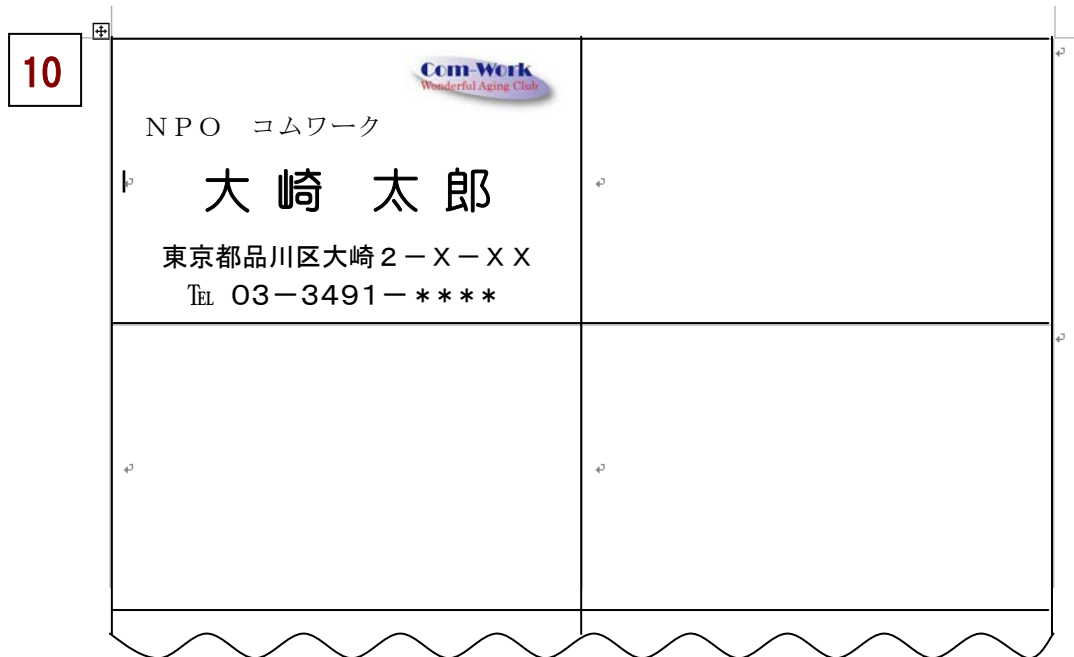 10
Com-Work
Wonderful Aging Club
NPO　コムワーク
大崎　太郎
東京都品川区大崎２－Ｘ－ＸＸ
℡ 03－3491－＊＊＊＊